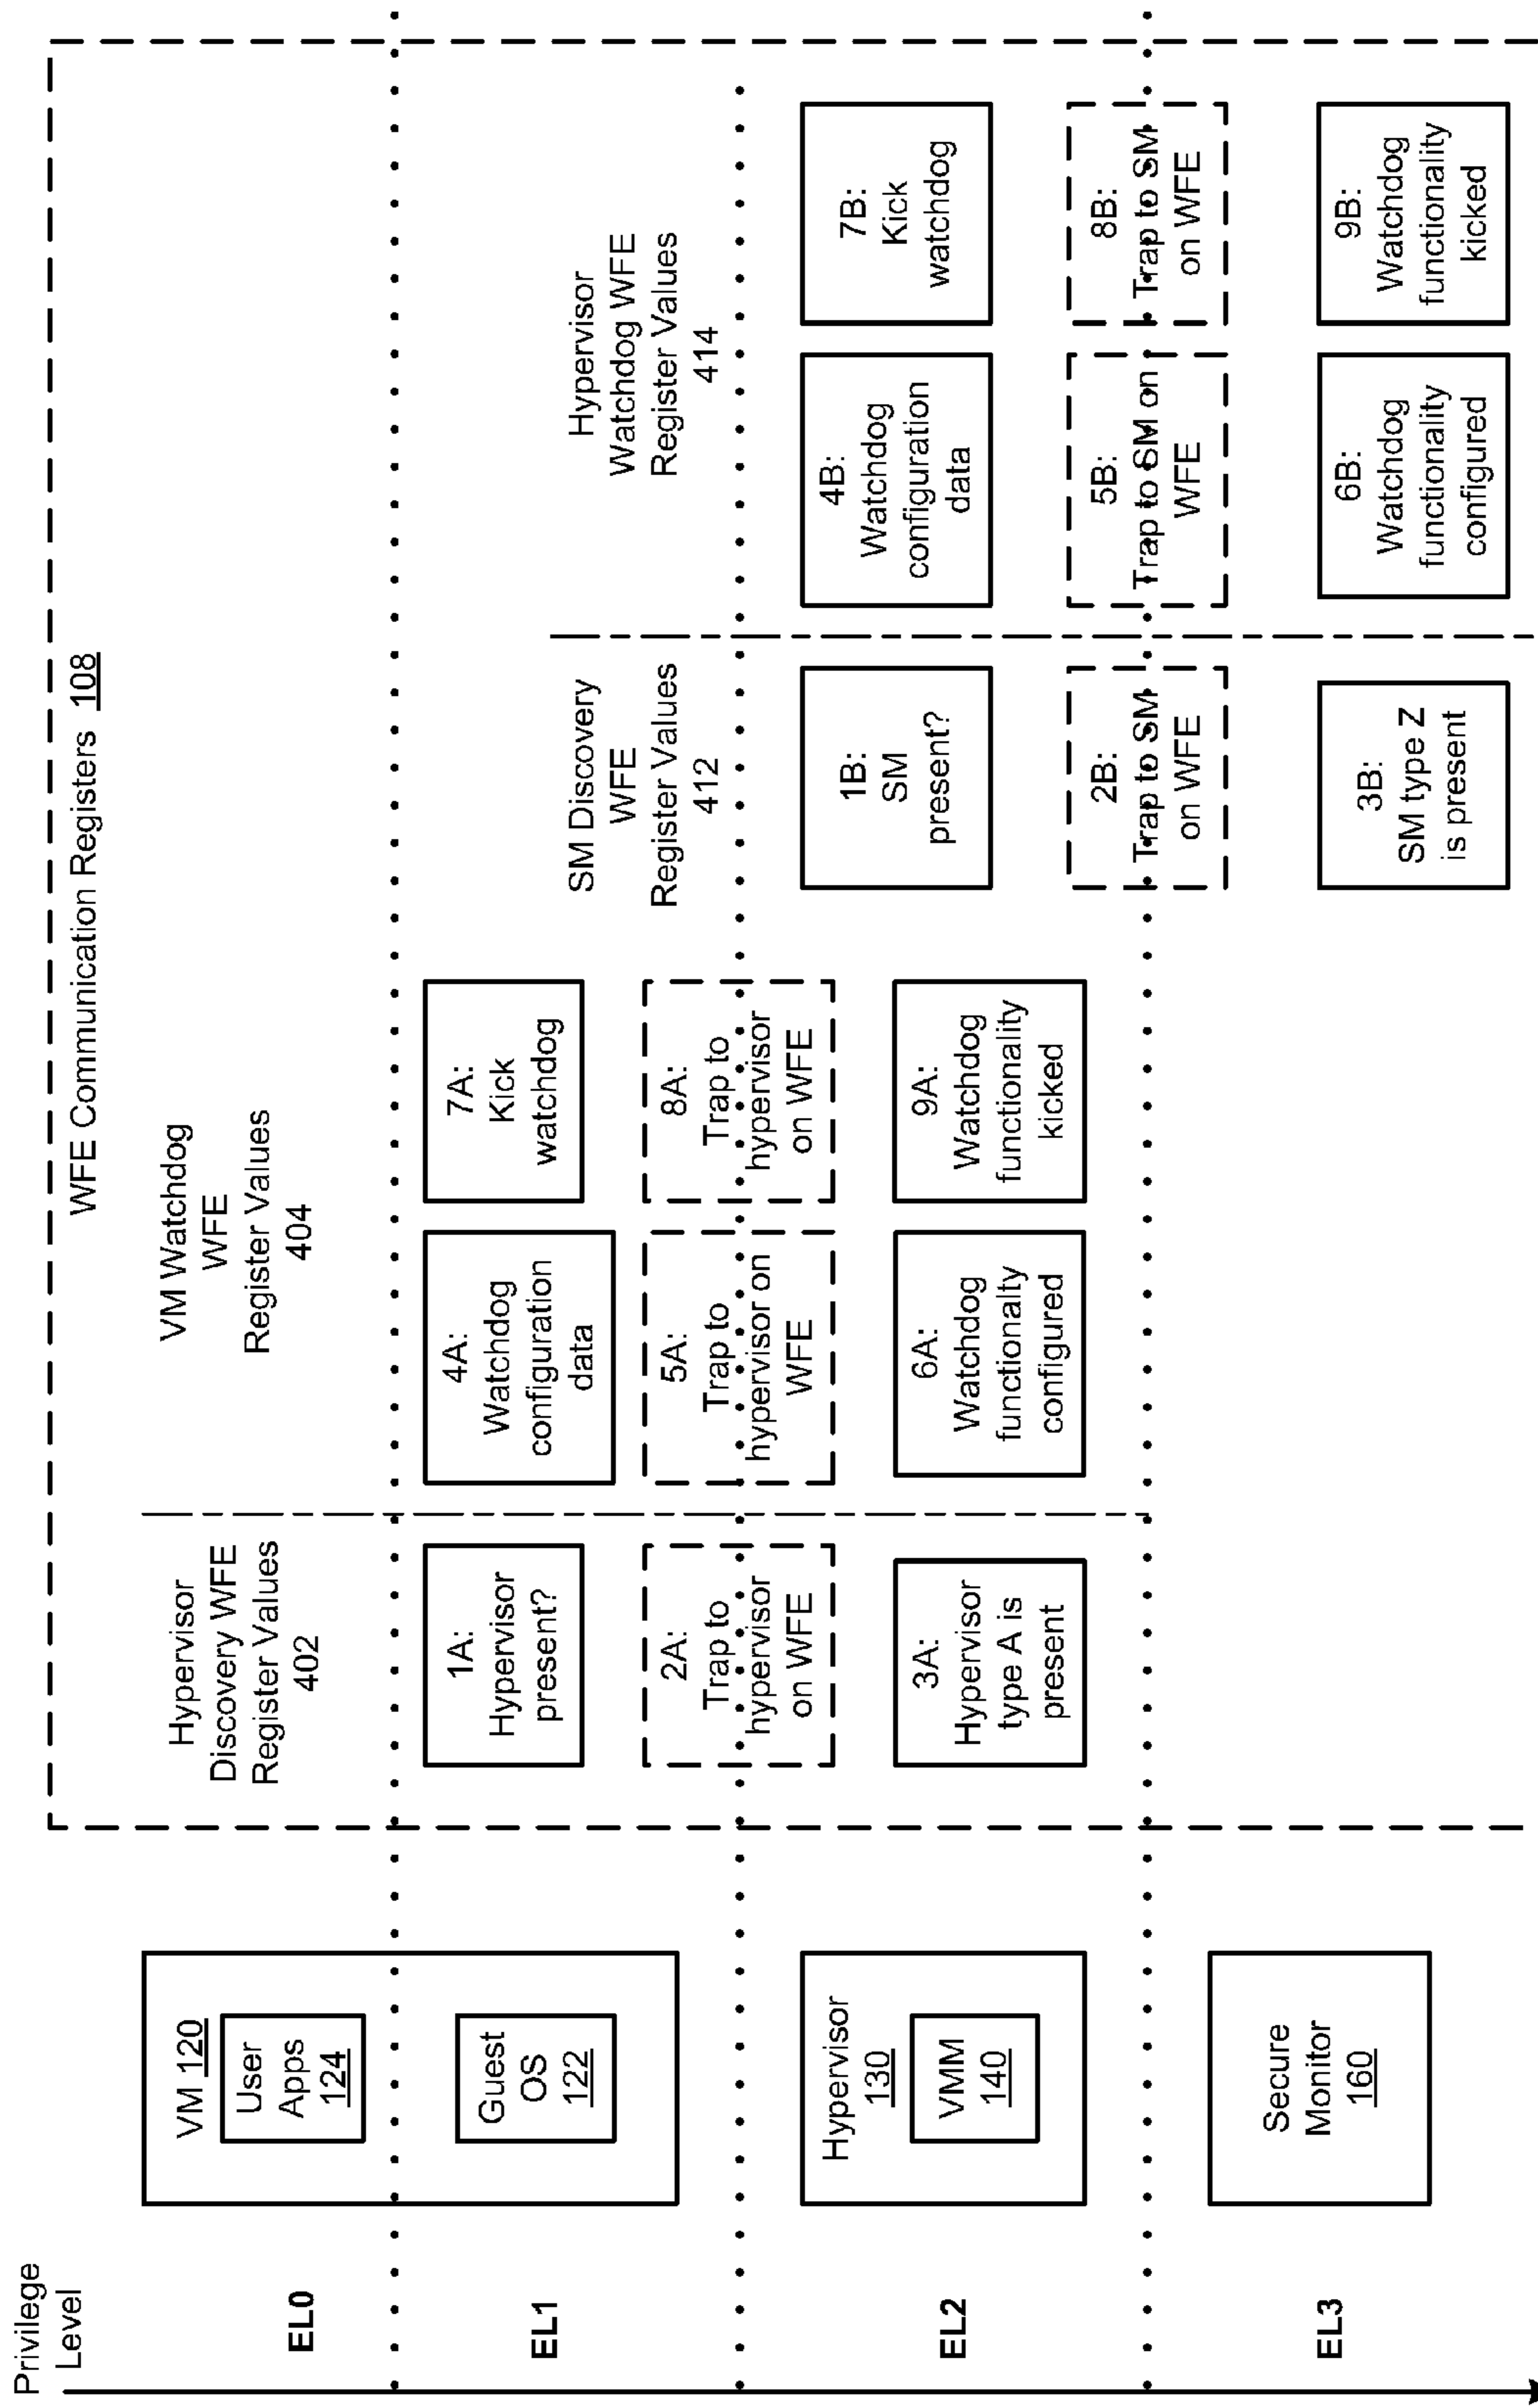 Privilege
Level
EL0
EL1
EL2
EL3
VM 120
User
Apps
124
Guest
OS
122
Hypervisor
130
VMM
140
Secure
Monitor
160
WFE Communication Registers 108
Hypervisor
Discovery WFE
Register Values
402
1A:
Hypervisor
present?
2A:
Trap to
hypervisor
on WFE
3A:
Hypervisor
type A is
present
VM Watchdog
WFE
Register Values
404
4A:
Watchdog
configuration
data
5A:
Trap to
hypervisor on
WFE
6A:
Watchdog
functionalty
configured
7A:
Kick
watchdog
8A:
Trap to
hypervisor
on WFE
9A:
Watchdog
functionality
kicked
SM Discovery
WFE
Register Values
412
1B:
SM
present?
2B:
Trap to SM
on WFE
3B:
SM type Z
is present
Hypervisor
Watchdog WFE
Register Values
414
4B:
Watchdog
configuration
data
5B:
Trap to SM on
WFE
6B:
Watchdog
functionality
configured
7B:
Kick
watchdog
8B:
Trap to SM
on WFE
9B:
Watchdog
functionality
kicked